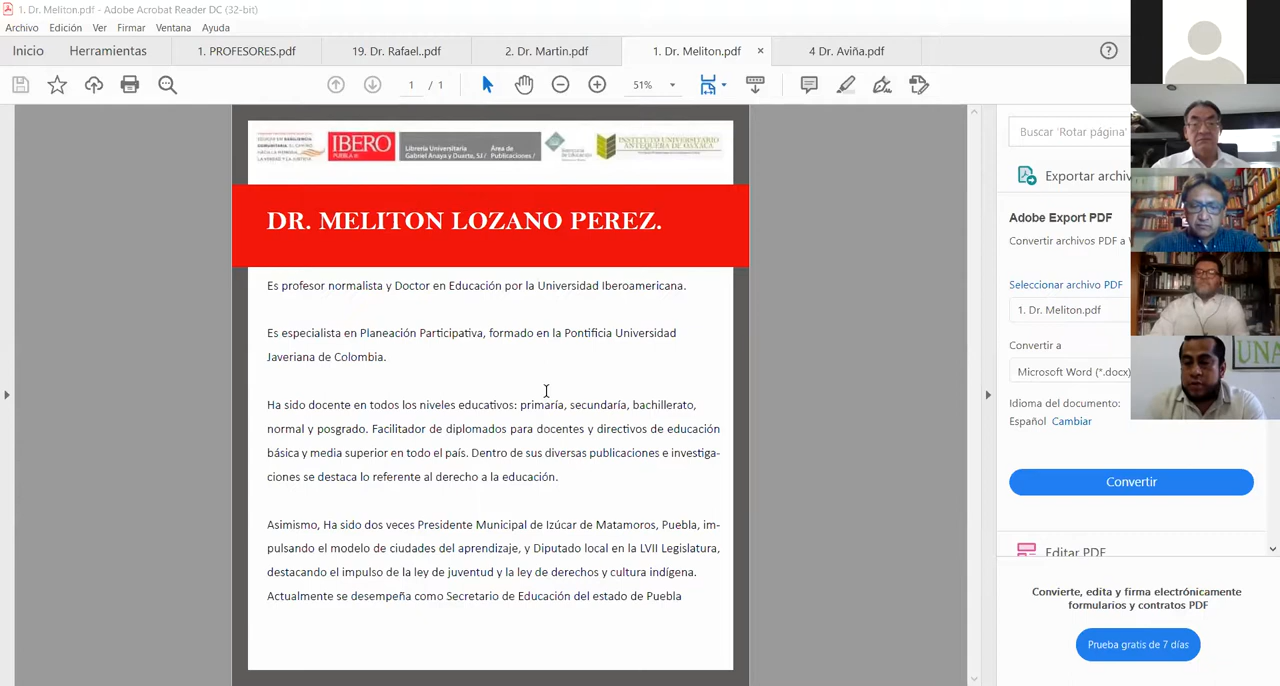 1. Dr. Meliton.pdf - Adobe Acrobat Reader DC (32-bit)
Archivo Edición Ver Firmar Ventana Ayuda
Inicio Herramientas 1. PROFESORES.pdf 19. Dr. Rafael..pdf 2. Dr. Martin.pdf 1. Dr. Meliton.pdf × 4 Dr. Aviña.pdf
1 / 1 51%
IBERO
PUEBLA
Librería Universitaria
Gabriel Anaya y Duarte, SJ /
Área de
Publicaciones /
INSTITUTO UNIVERSITARIO
ANTEQUERA DE OAXACA
DR. MELITON LOZANO PEREZ.
Es profesor normalista y Doctor en Educación por la Universidad Iberoamericana.
Es especialista en Planeación Participativa, formado en la Pontificia Universidad
Javeriana de Colombia.
Ha sido docente en todos los niveles educativos: primaría, secundaría, bachillerato,
normal y posgrado. Facilitador de diplomados para docentes y directivos de educación
básica y media superior en todo el país. Dentro de sus diversas publicaciones e investiga-
ciones se destaca lo referente al derecho a la educación.
Asimismo, Ha sido dos veces Presidente Municipal de Izúcar de Matamoros, Puebla, im-
pulsando el modelo de ciudades del aprendizaje, y Diputado local en la LVII Legislatura,
destacando el impulso de la ley de juventud y la ley de derechos y cultura indígena.
Actualmente se desempeña como Secretario de Educación del estado de Puebla
Buscar 'Rotar página'
Exportar archiv
Adobe Export PDF
Convertir archivos PDF a
Seleccionar archivo PDF
1. Dr. Meliton.pdf
Convertir a
Microsoft Word (*.docx)
Idioma del documento:
Español Cambiar
Convertir
Editar PDF
Convierte, edita y firma electrónicamente
formularios y contratos PDF
Prueba gratis de 7 días
UNA